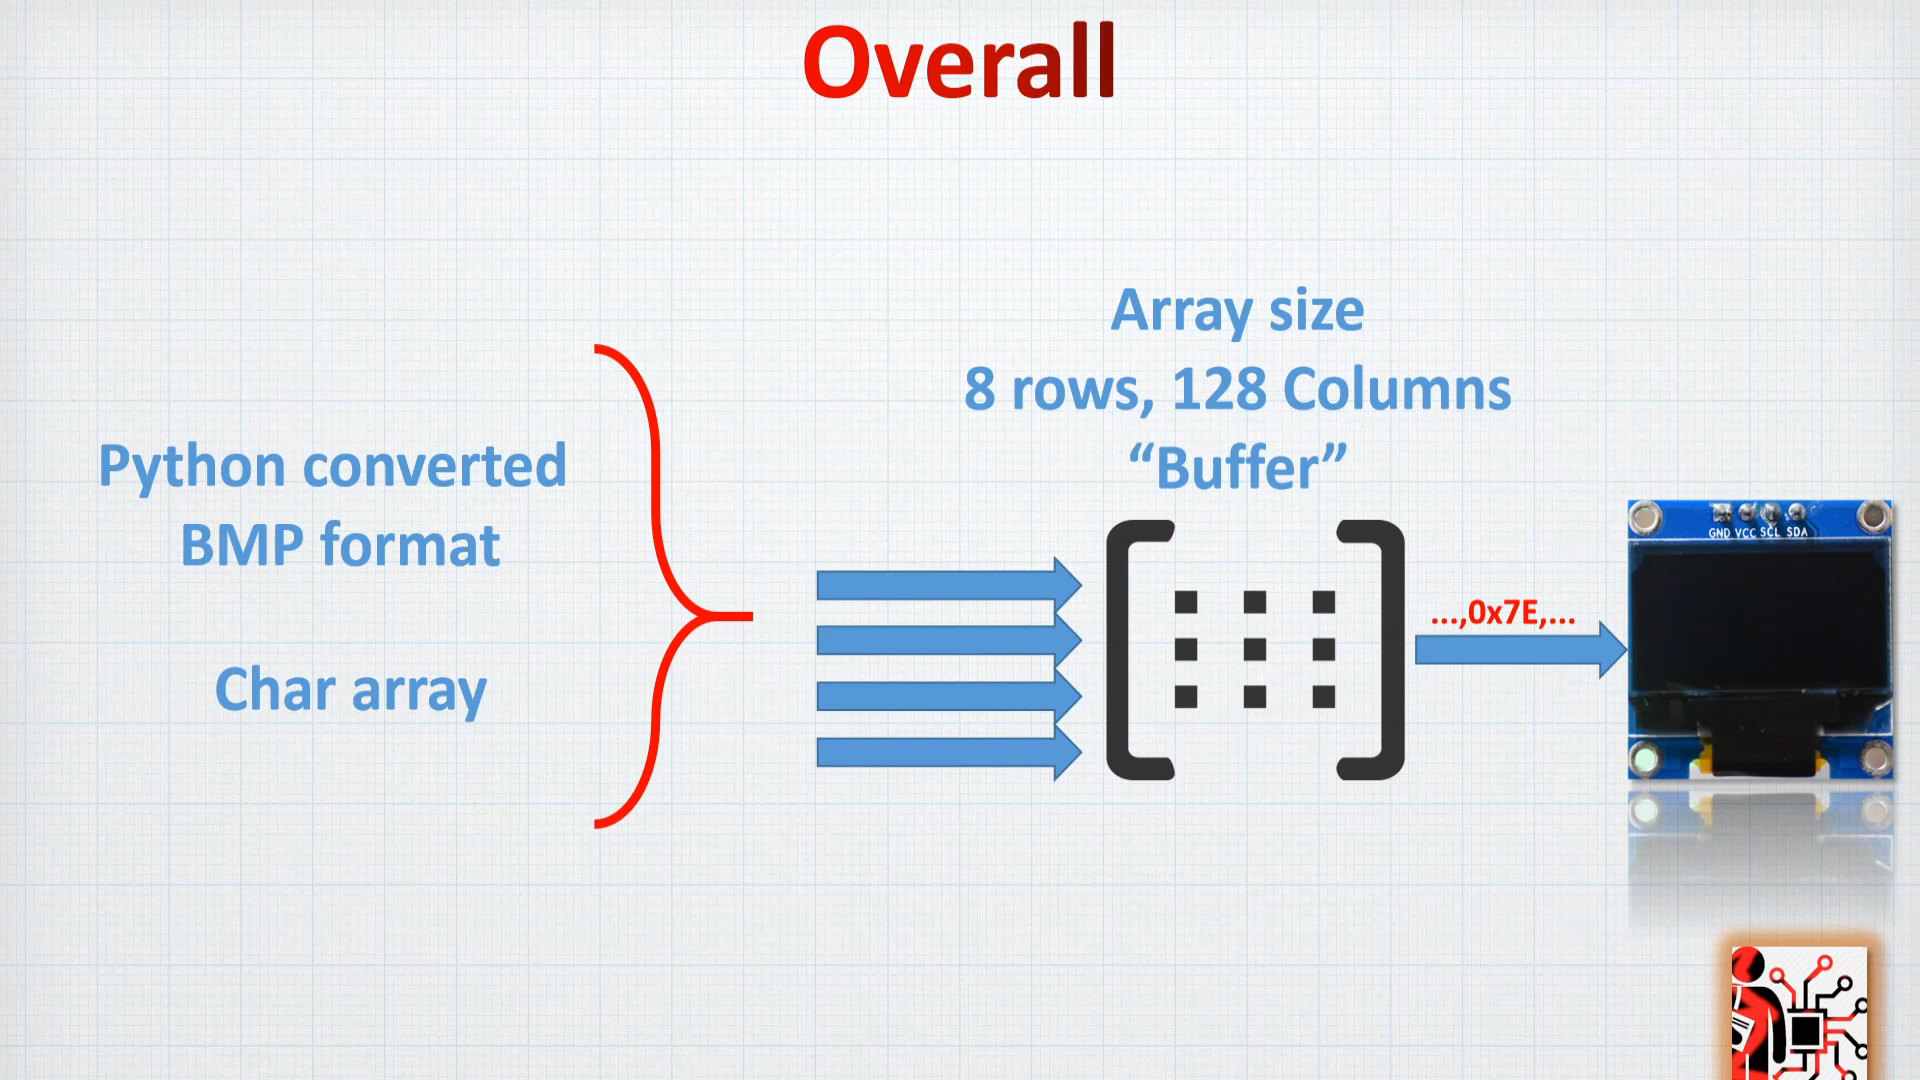 Overall
Array size
8 rows, 128 Columns
“Buffer”
Python converted
BMP format
Char array
...,0x7E,...
GND VCC SCL SDA